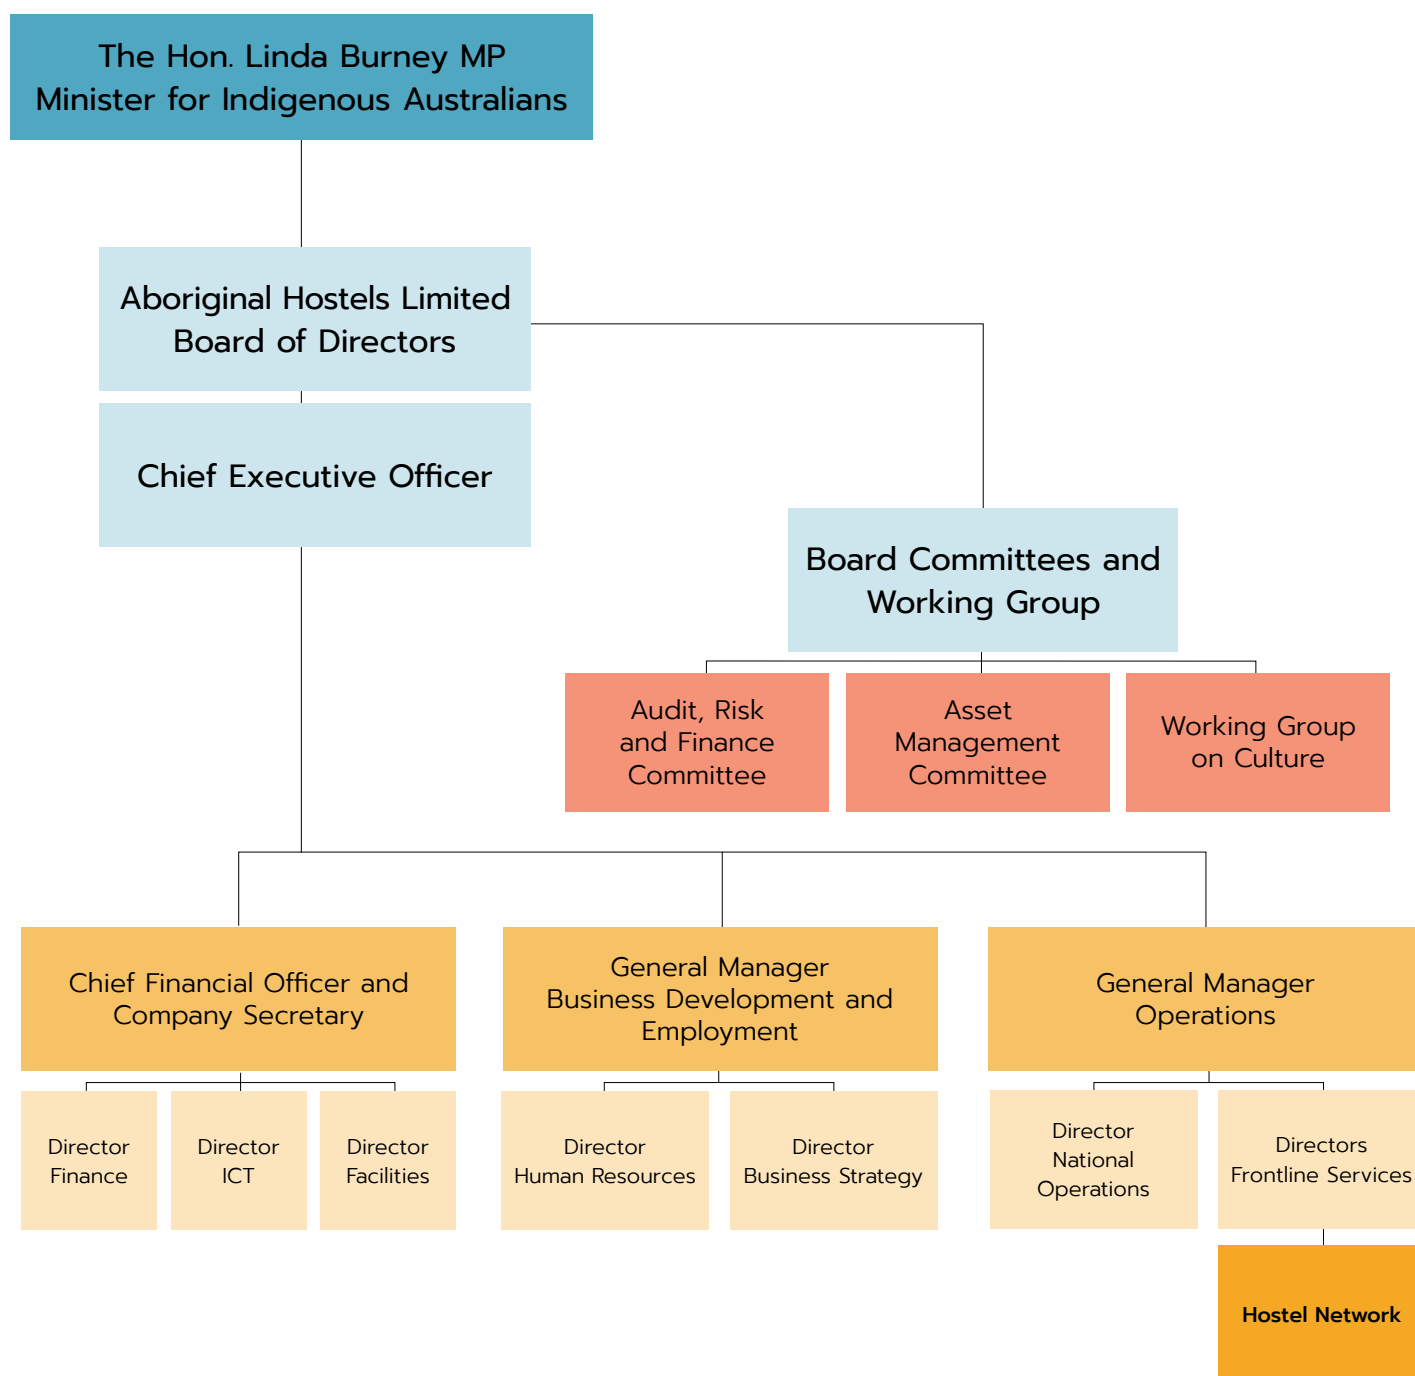 The Hon. Linda Burney MP
Minister for Indigenous Australians
Aboriginal Hostels Limited
Board of Directors
Chief Executive Officer
Board Committees and
Working Group
Audit, Risk
and Finance
Committee
Asset
Management
Committee
Working Group
on Culture
Chief Financial Officer and
Company Secretary
General Manager
Business Development and
Employment
General Manager
Operations
Director
Finance
Director
ICT
Director
Facilities
Director
Human Resources
Director
Business Strategy
Director
National
Operations
Directors
Frontline Services
Hostel Network